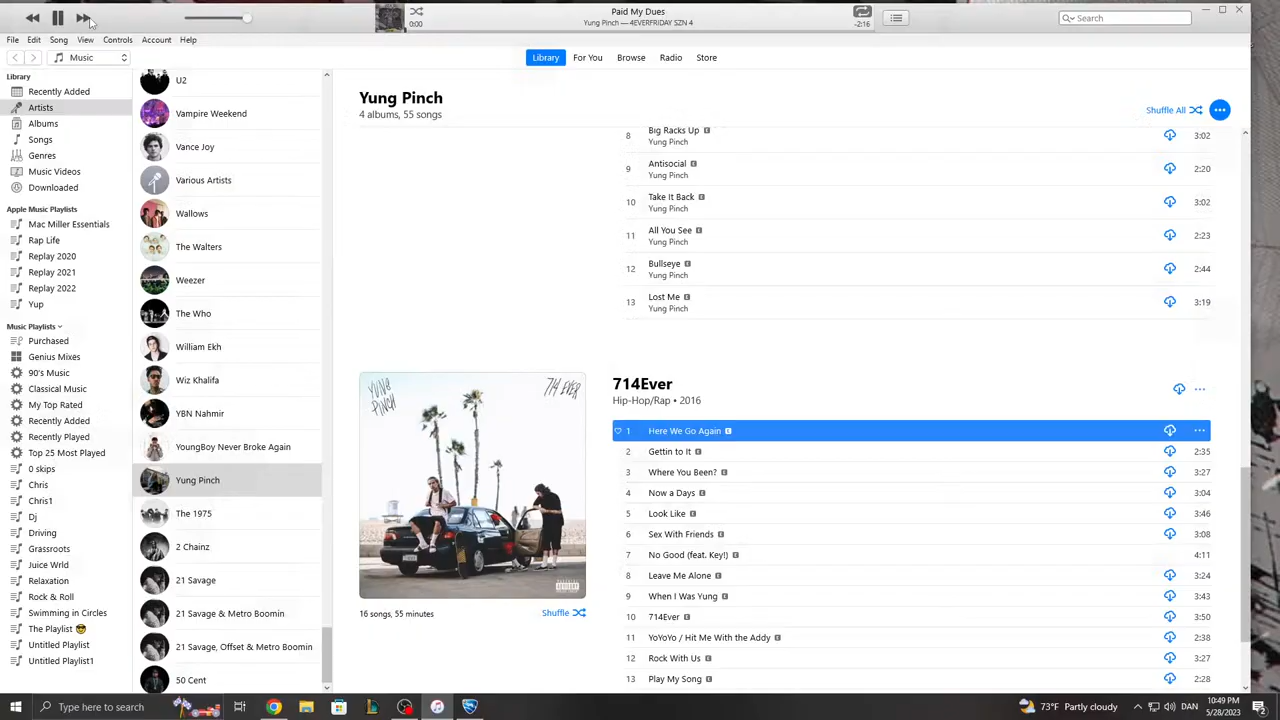 Paid My Dues
0:00
Yung Pinch — 4EVERFRIDAY SZN 4
-2:16
Search
File Edit Song View Controls Account Help
Music
Library For You Browse Radio Store
Library
Recently Added
Artists
Albums
Songs
Genres
Music Videos
Downloaded
Apple Music Playlists
Mac Miller Essentials
Rap Life
Replay 2020
Replay 2021
Replay 2022
Yup
Music Playlists
Purchased
Genius Mixes
90's Music
Classical Music
My Top Rated
Recently Added
Recently Played
Top 25 Most Played
0 skips
Chris
Chris1
Dj
Driving
Grassroots
Juice Wrld
Relaxation
Rock & Roll
Swimming in Circles
The Playlist 😎
Untitled Playlist
Untitled Playlist1
U2
Vampire Weekend
Vance Joy
Various Artists
Wallows
The Walters
Weezer
The Who
William Ekh
Wiz Khalifa
YBN Nahmir
YoungBoy Never Broke Again
Yung Pinch
The 1975
2 Chainz
21 Savage
21 Savage & Metro Boomin
21 Savage, Offset & Metro Boomin
50 Cent
Yung Pinch
4 albums, 55 songs
Shuffle All
8 Big Racks Up E 3:02
Yung Pinch
9 Antisocial E 2:20
Yung Pinch
10 Take It Back E 3:02
Yung Pinch
11 All You See E 2:23
Yung Pinch
12 Bullseye E 2:44
Yung Pinch
13 Lost Me E 3:19
Yung Pinch
YUNG PINCH
714 EVER
16 songs, 55 minutes
Shuffle
714Ever
Hip-Hop/Rap • 2016
1 Here We Go Again E
2 Gettin to It E 2:35
3 Where You Been? E 3:27
4 Now a Days E 3:04
5 Look Like E 3:46
6 Sex With Friends E 3:08
7 No Good (feat. Key!) E 4:11
8 Leave Me Alone E 3:24
9 When I Was Yung E 3:43
10 714Ever E 3:50
11 YoYoYo / Hit Me With the Addy E 2:38
12 Rock With Us E 3:27
13 Play My Song E 2:28
Type here to search
73°F Partly cloudy
DAN
10:49 PM
5/28/2023
2